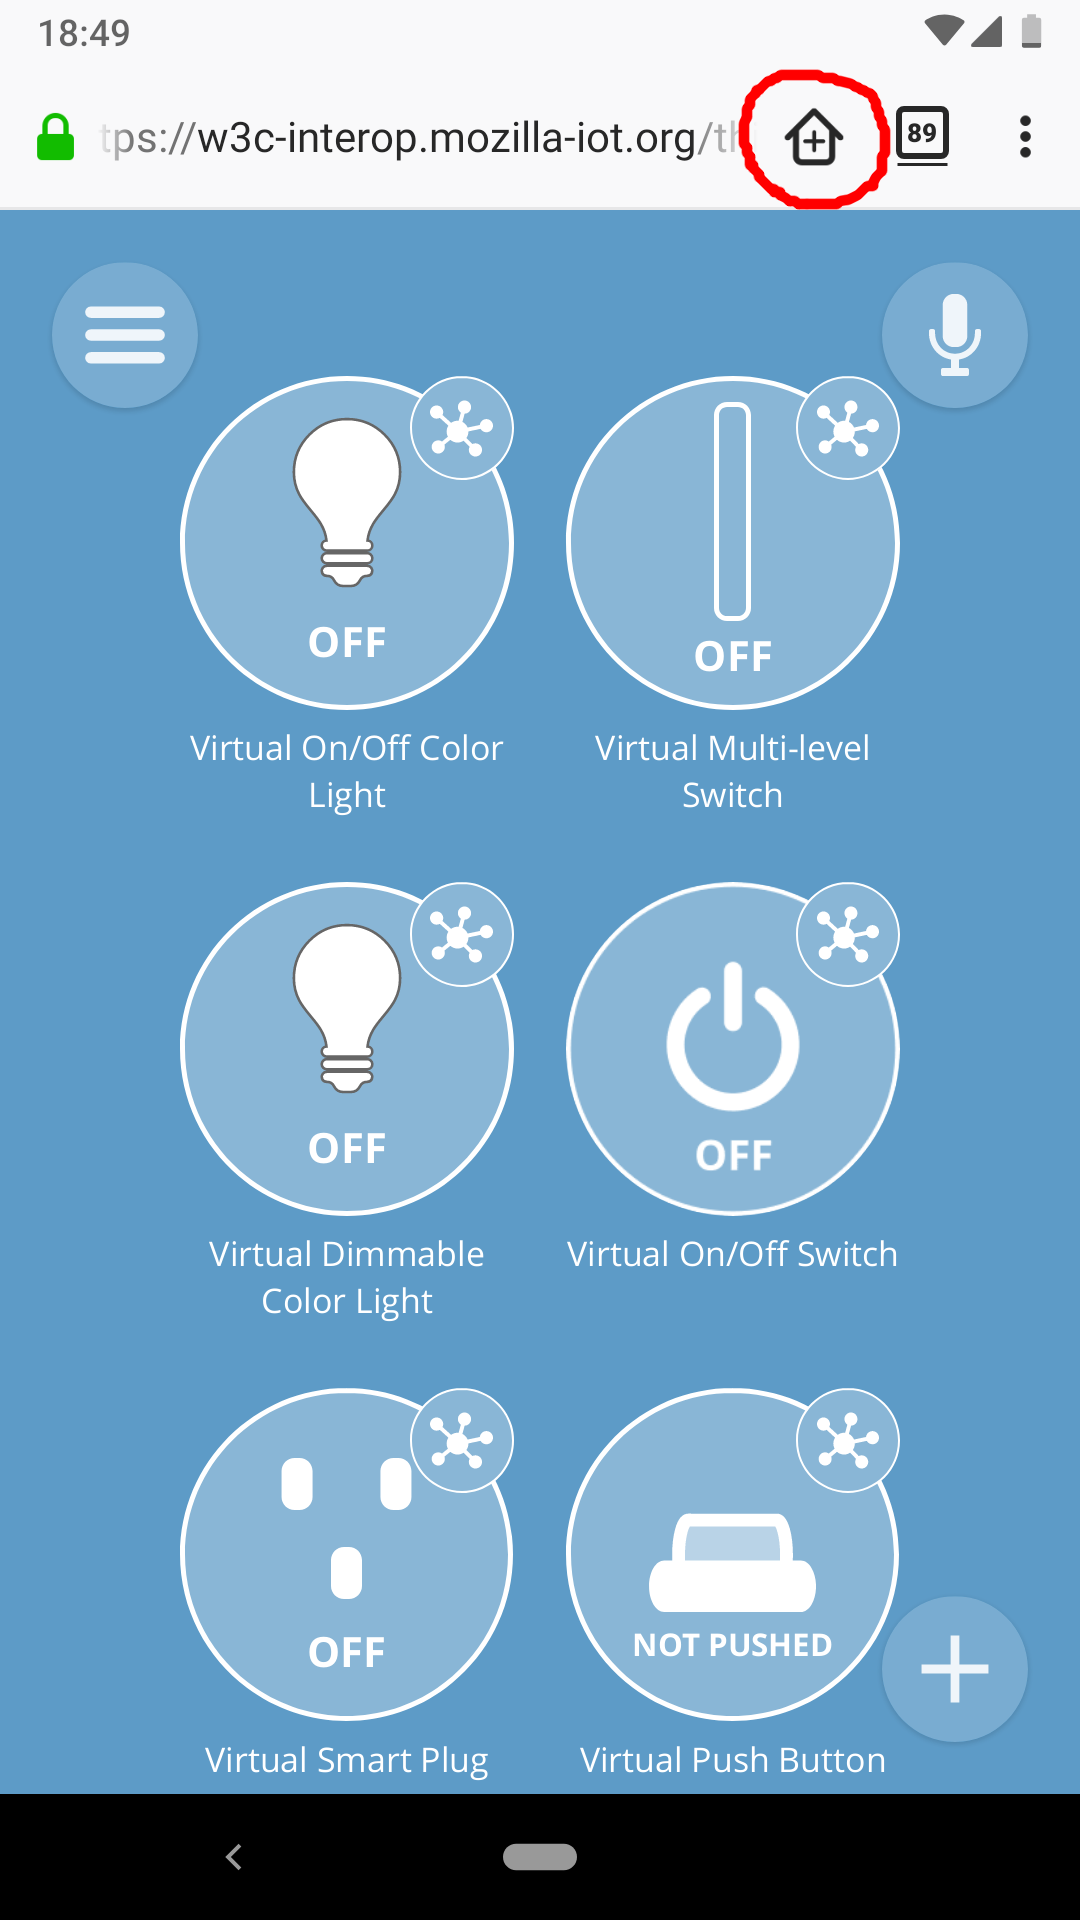 18:49
tps://w3c-interop.mozilla-iot.org/th
89
OFF
OFF
Virtual On/Off Color
Light
Virtual Multi-level
Switch
OFF
OFF
Virtual Dimmable
Color Light
Virtual On/Off Switch
OFF
NOT PUSHED
Virtual Smart Plug
Virtual Push Button